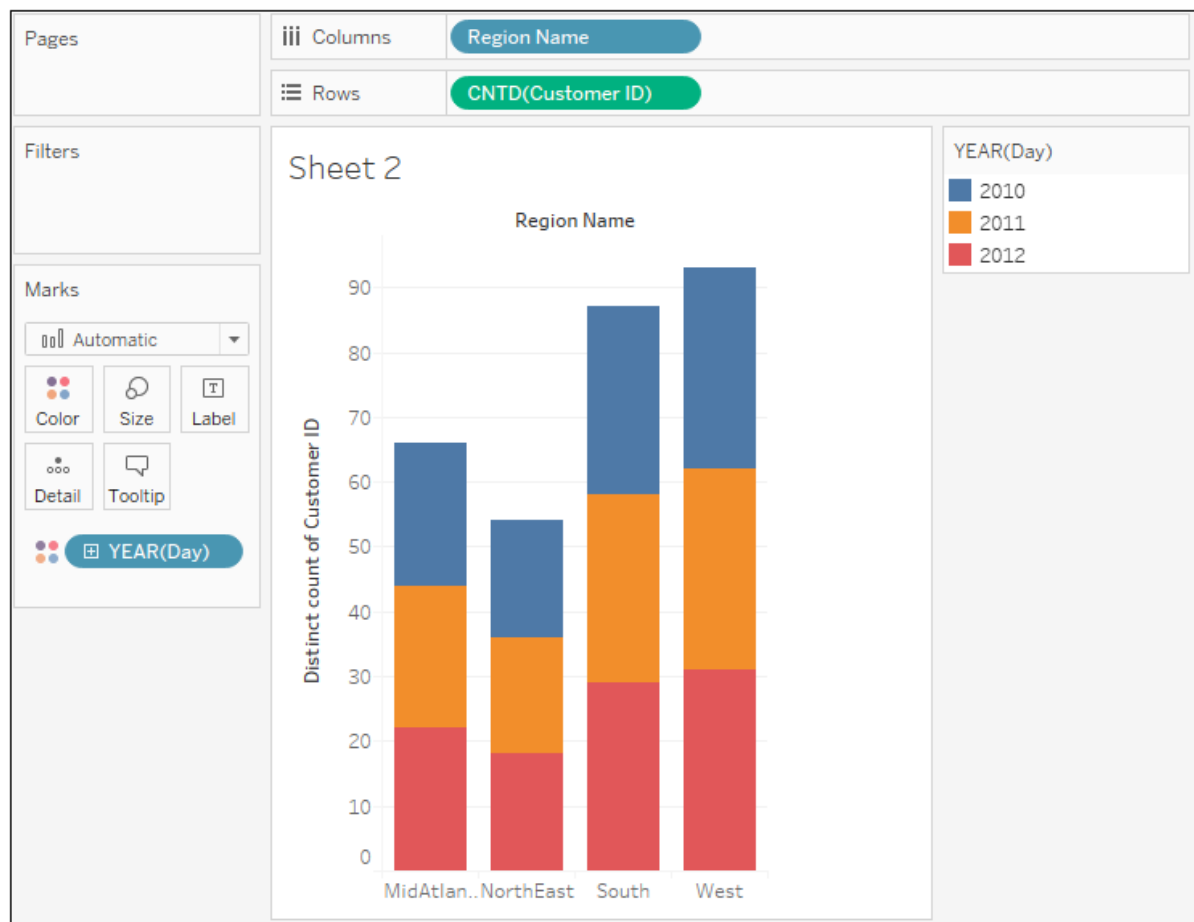 Pages
Columns
Region Name
Rows
CNTD(Customer ID)
Filters
Marks
Automatic
Color
Size
Label
Detail
Tooltip
YEAR(Day)
Sheet 2
Region Name
Distinct count of Customer ID
90
80
70
60
50
40
30
20
10
0
MidAtlan..
NorthEast
South
West
YEAR(Day)
2010
2011
2012